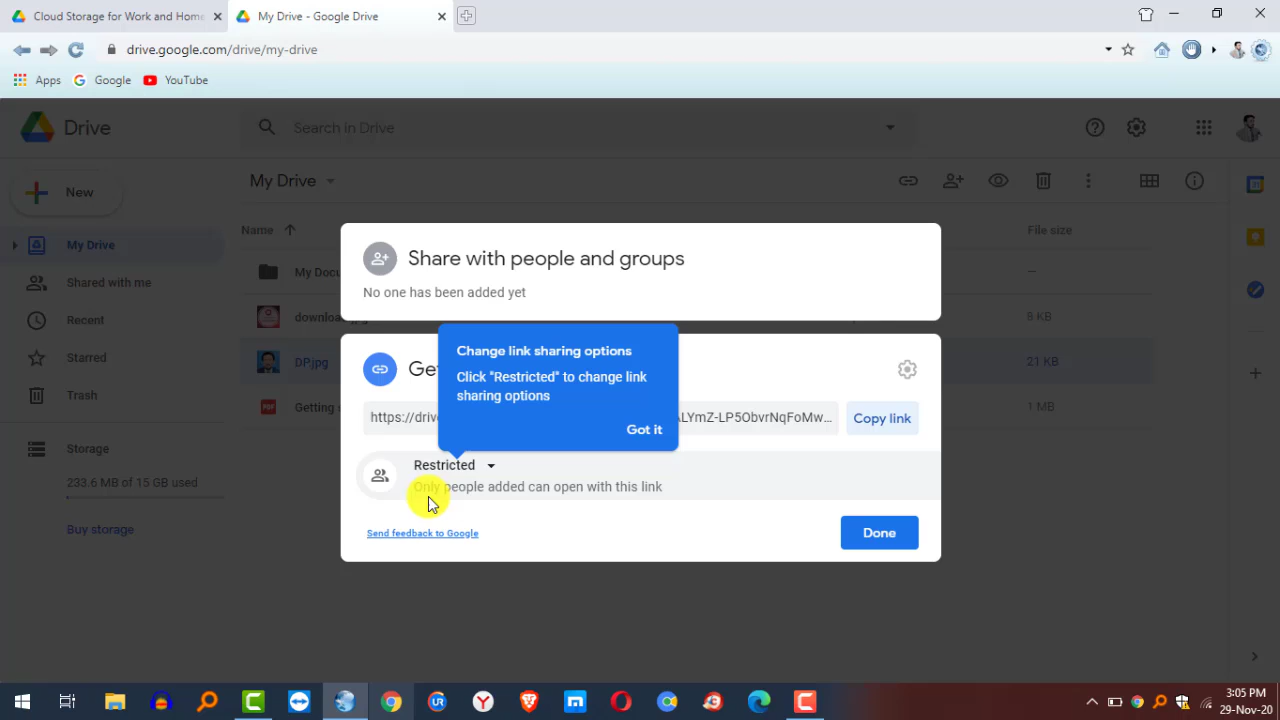 Cloud Storage for Work and Home
My Drive - Google Drive
drive.google.com/drive/my-drive
Apps
Google
YouTube
Drive
Search in Drive
New
My Drive
Name
File size
My Drive
Shared with me
Recent
Starred
Trash
Storage
233.6 MB of 15 GB used
Buy storage
My Docu
—
8 KB
DP.jpg
21 KB
Getting
1 MB
Share with people and groups
No one has been added yet
Get
Change link sharing options
Click "Restricted" to change link
sharing options
Got it
https://drive
Copy link
Restricted
Only people added can open with this link
Send feedback to Google
Done
3:05 PM
29-Nov-20